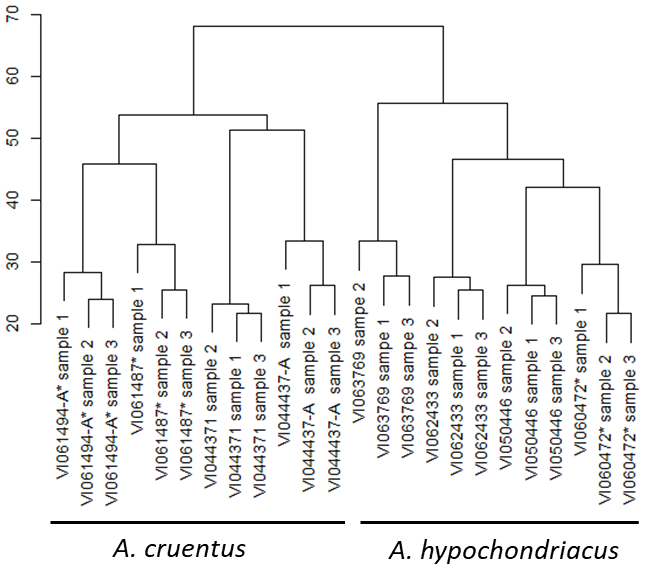 70
60
50
40
30
20
VI061494-A* sample 1
VI061494-A* sample 2
VI061494-A* sample 3
VI061487* sample 1
VI061487* sample 2
VI061487* sample 3
VI044371 sample 2
VI044371 sample 1
VI044371 sample 3
VI044437-A sample 1
VI044437-A sample 2
VI044437-A sample 3
VI063769 sampe 2
VI063769 sampe 1
VI063769 sampe 3
VI062433 sample 2
VI062433 sample 1
VI062433 sample 3
VI050446 sample 2
VI050446 sample 1
VI050446 sample 3
VI060472* sample 1
VI060472* sample 2
VI060472* sample 3
A. cruentus
A. hypochondriacus